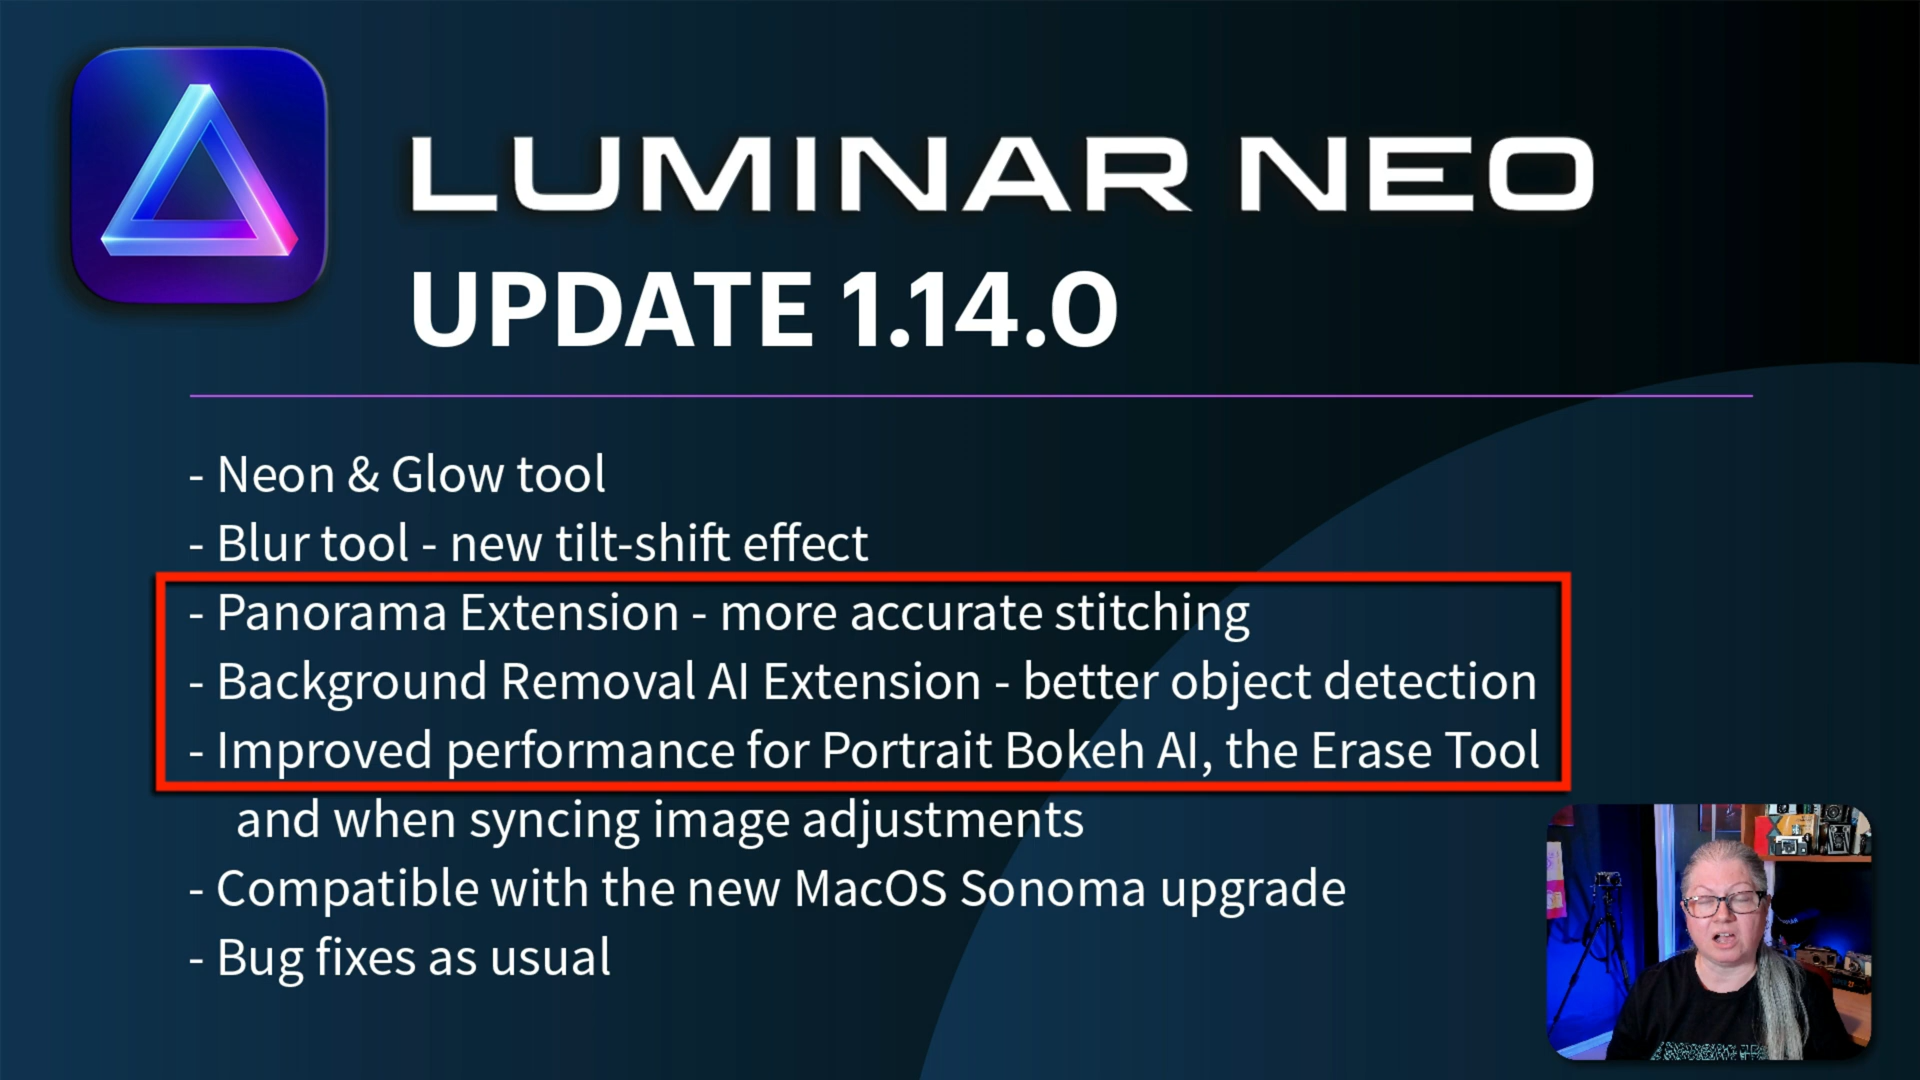 LUMINAR NEO
UPDATE 1.14.0
- Neon & Glow tool
- Blur tool - new tilt-shift effect
- Panorama Extension - more accurate stitching
- Background Removal AI Extension - better object detection
- Improved performance for Portrait Bokeh AI, the Erase Tool
and when syncing image adjustments
- Compatible with the new MacOS Sonoma upgrade
- Bug fixes as usual